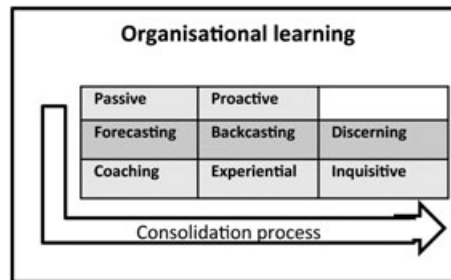 Organisational learning
Passive Proactive
Forecasting Backcasting Discerning
Coaching Experiential Inquisitive
Consolidation process